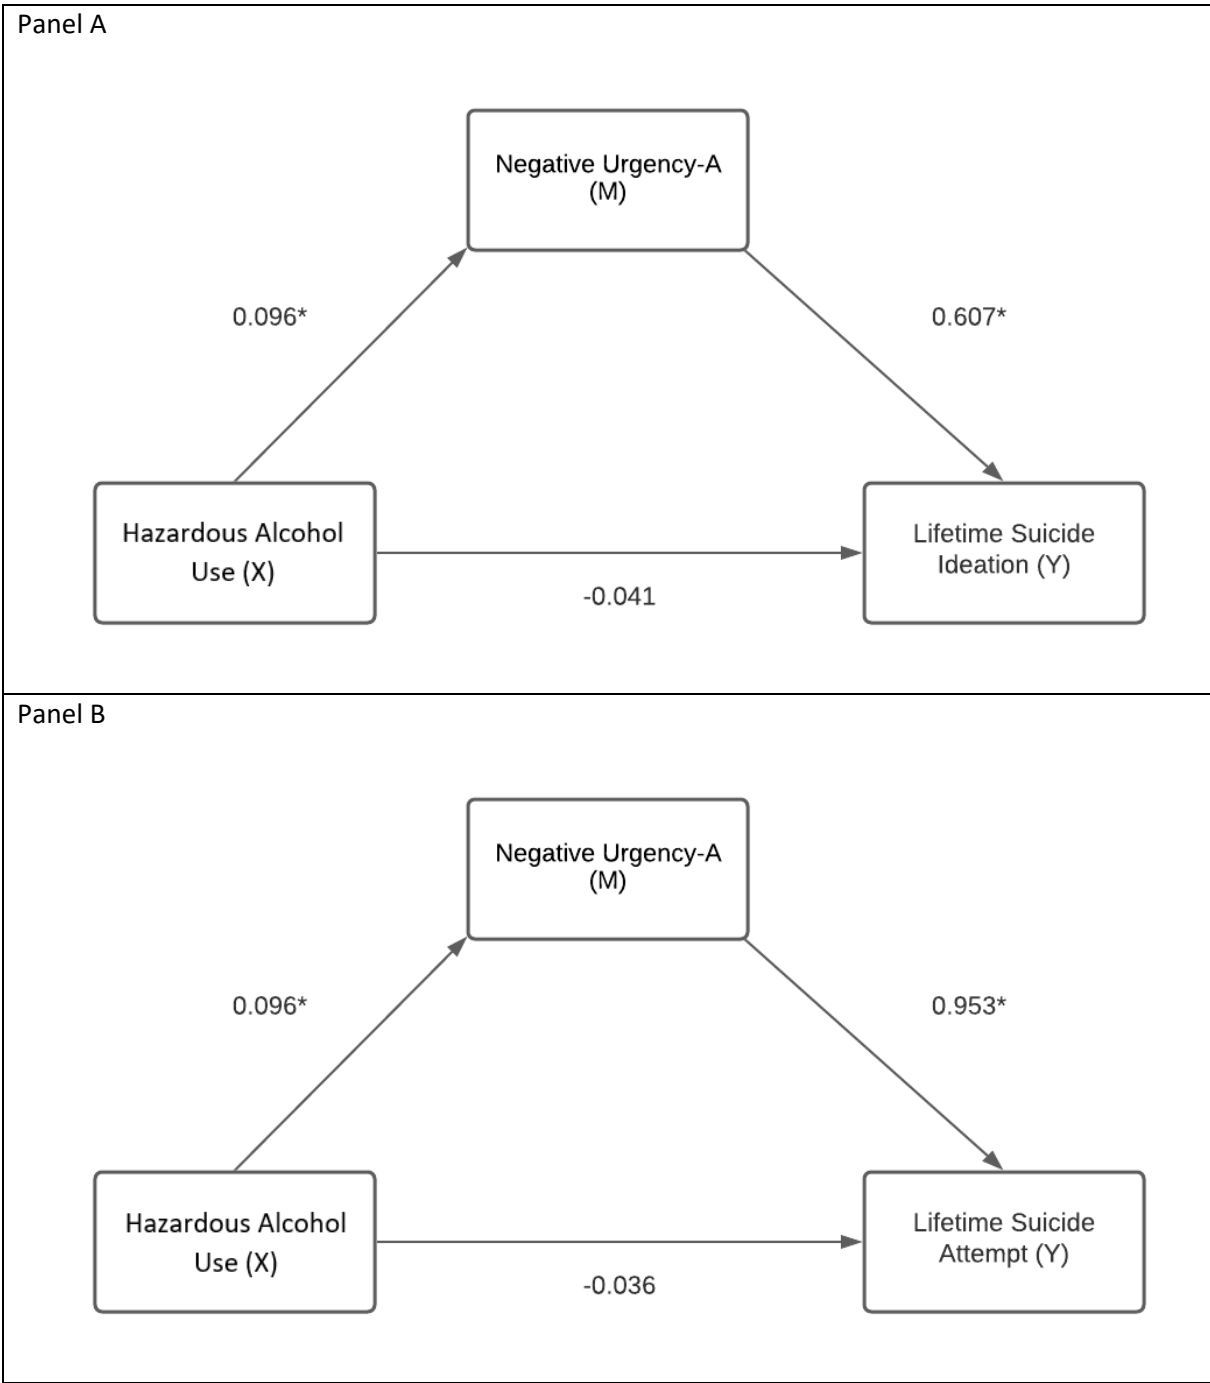 Panel A
Negative Urgency-A
(M)
0.096*
0.607*
Hazardous Alcohol
Use (X)
Lifetime Suicide
Ideation (Y)
-0.041
Panel B
Negative Urgency-A
(M)
0.096*
0.953*
Hazardous Alcohol
Use (X)
Lifetime Suicide
Attempt (Y)
-0.036